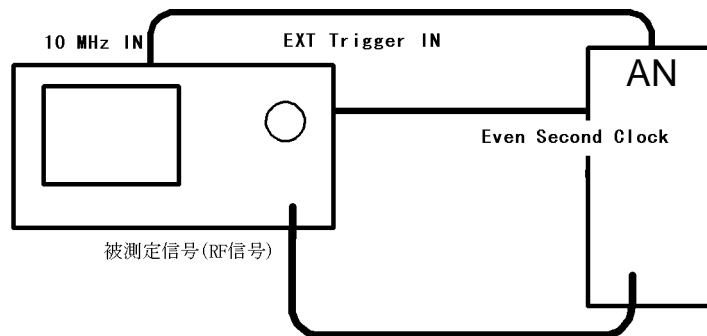 10 MHz IN
EXT Trigger IN
AN
Even Second Clock
被測定信号(RF信号)